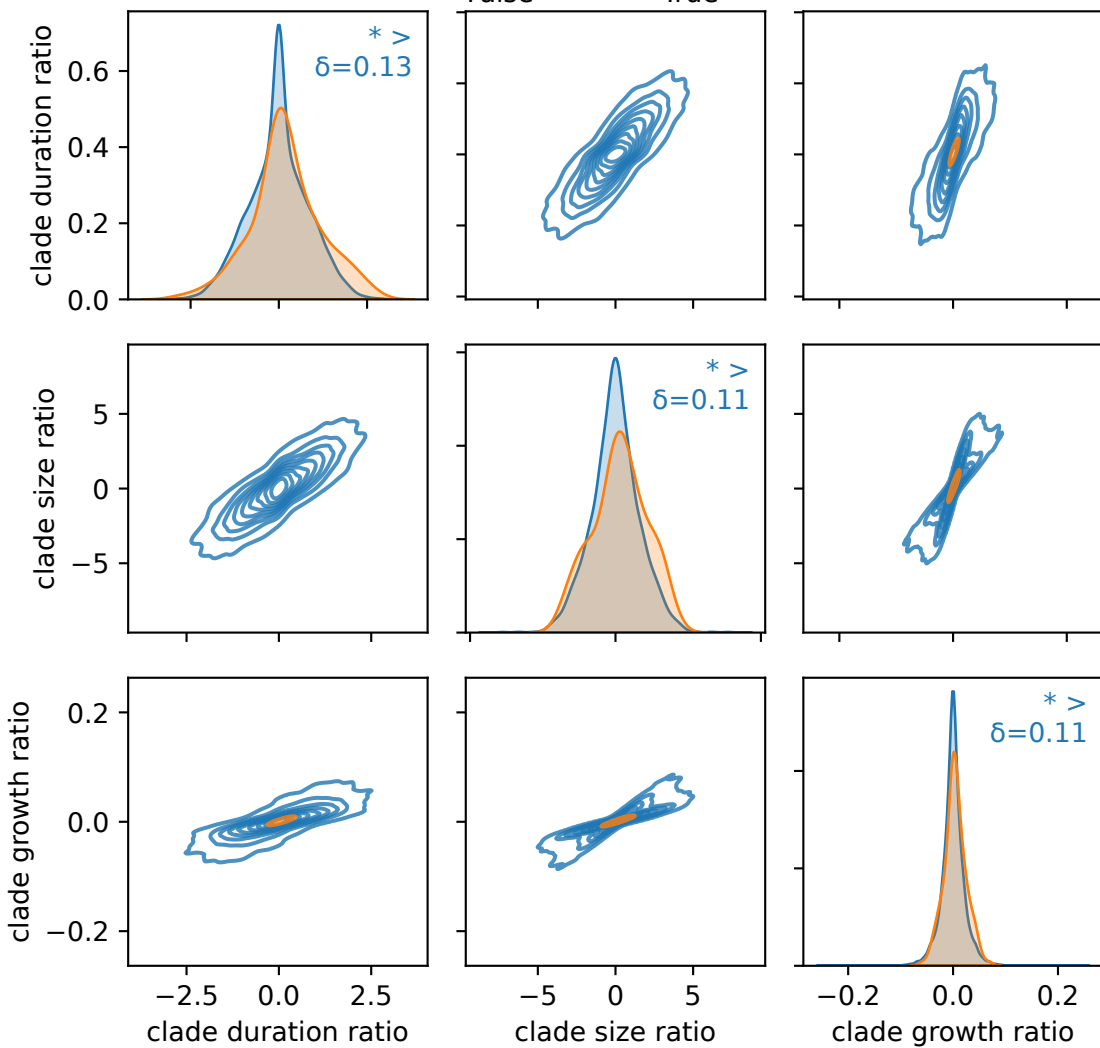 clade duration ratio
0.6
0.4
0.2
0.0
* >
δ=0.13
clade size ratio
5
0
−5
* >
δ=0.11
clade growth ratio
0.2
0.0
−0.2
* >
δ=0.11
−2.5 0.0 2.5
−5 0 5
−0.2 0.0 0.2
clade duration ratio
clade size ratio
clade growth ratio